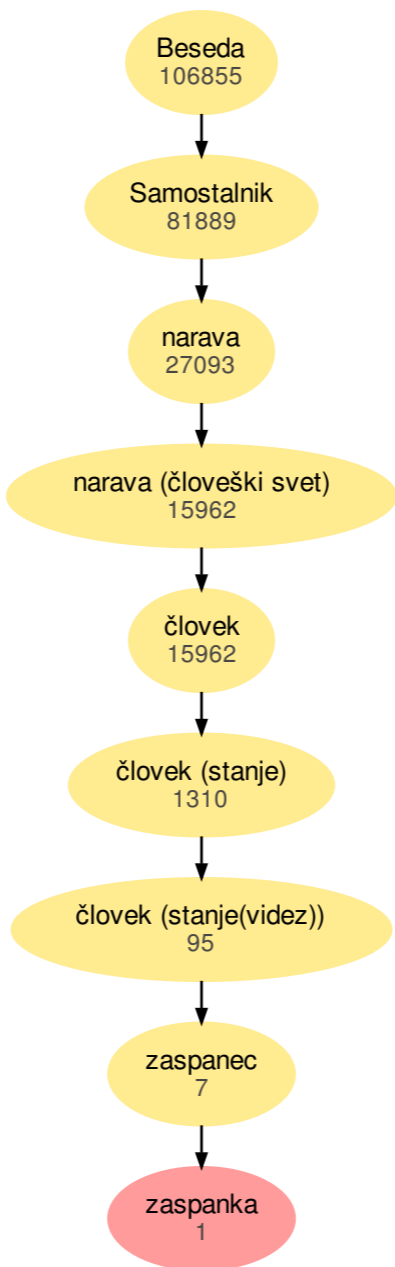 Beseda
106855
Samostalnik
81889
narava
27093
narava (človeški svet)
15962
človek
15962
človek (stanje)
1310
človek (stanje(videz))
95
zaspanec
7
zaspanka
1